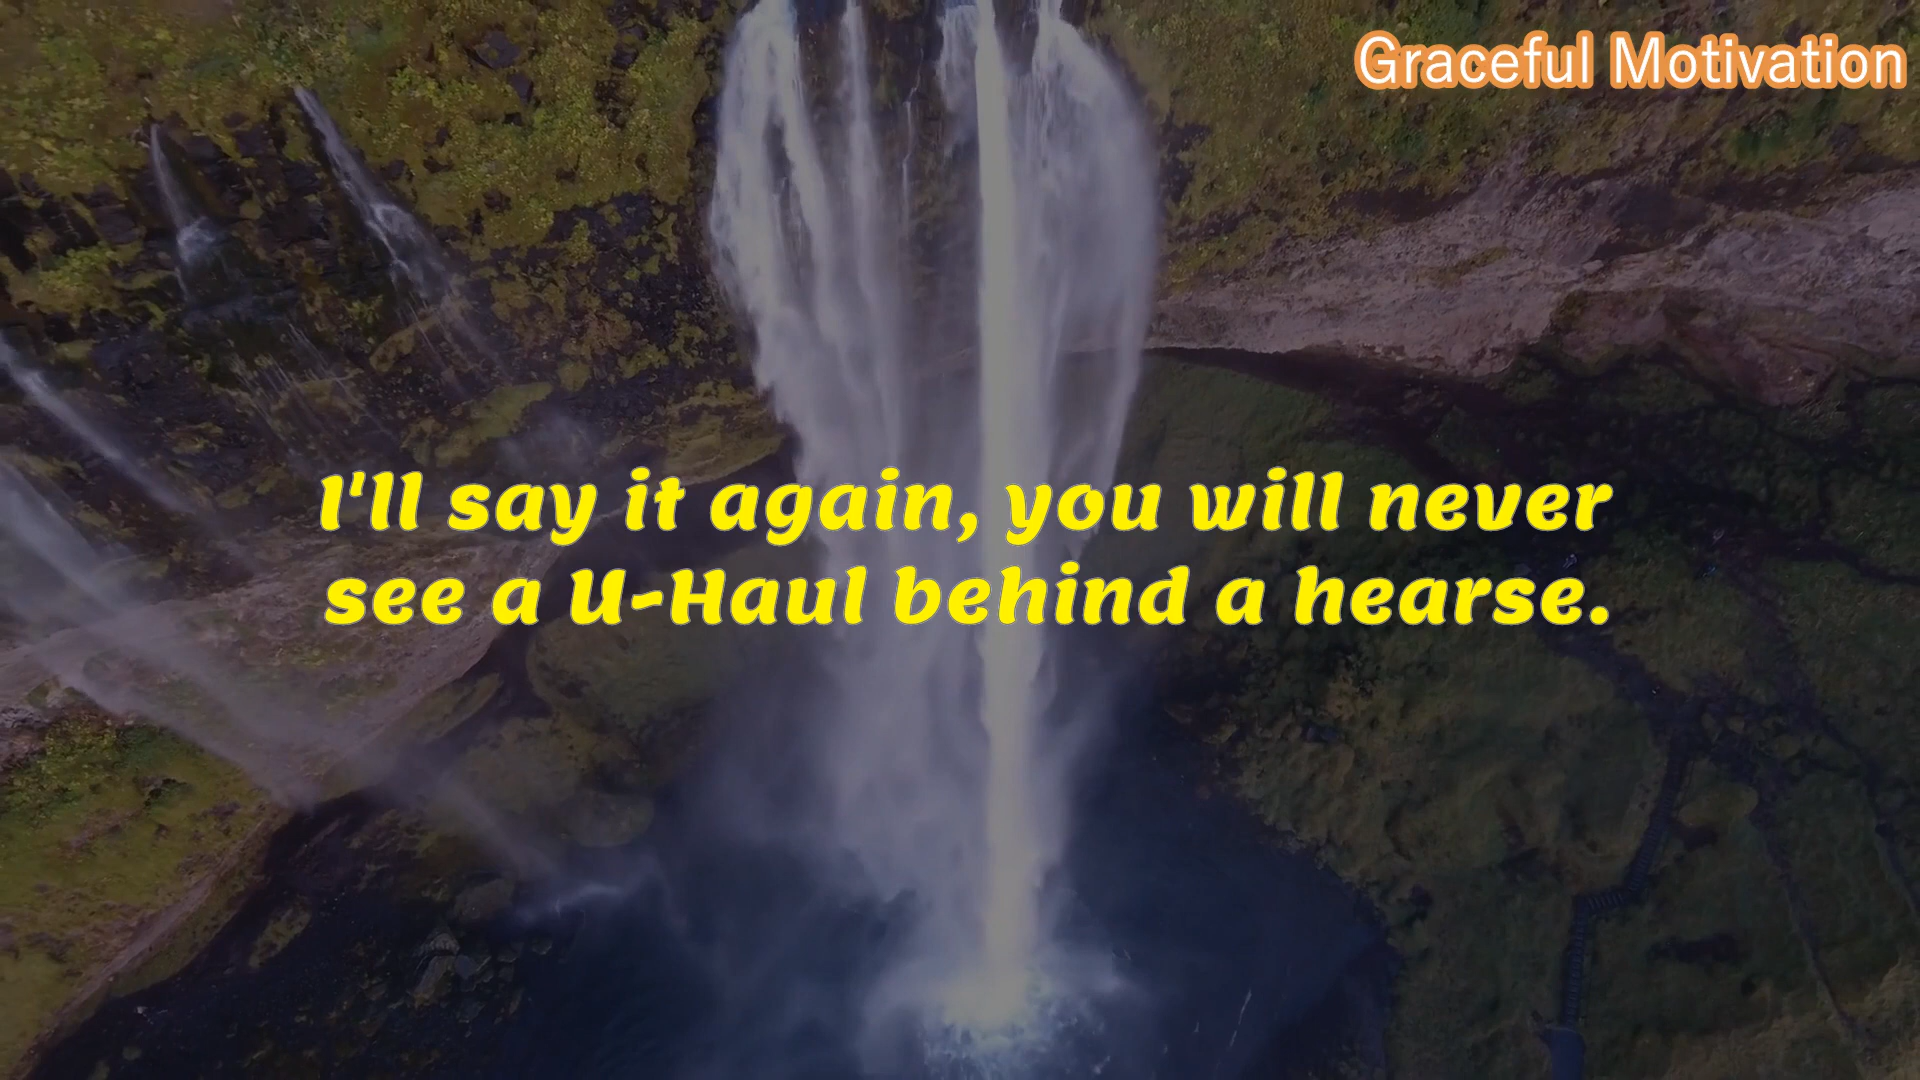 Graceful Motivation
I'll say it again, you will never
see a U-Haul behind a hearse.